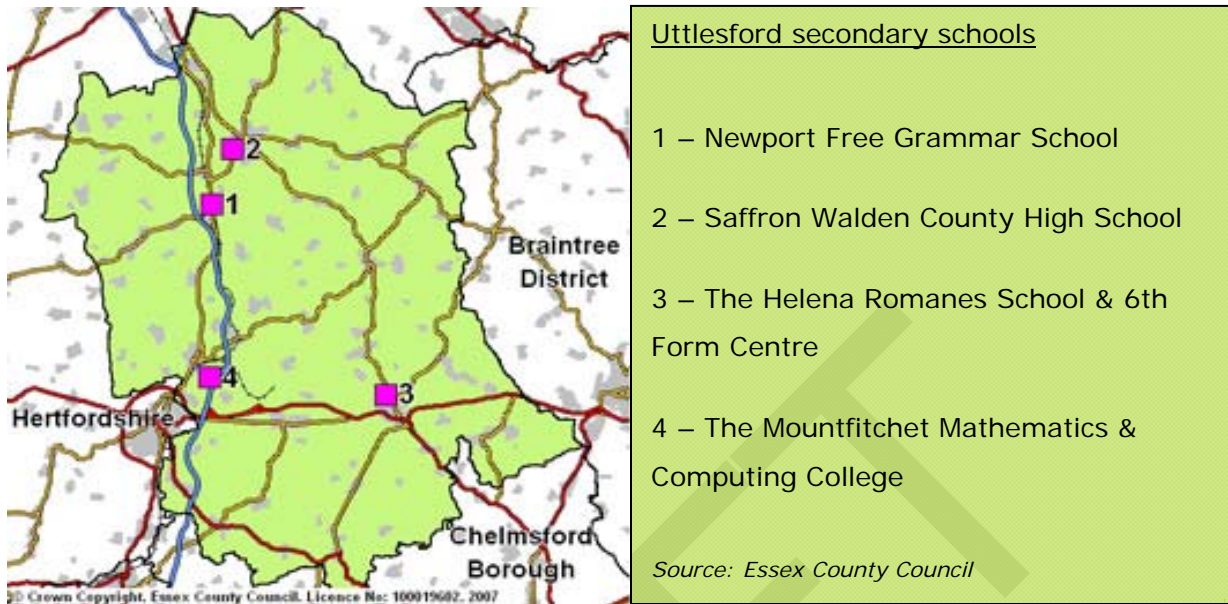 2
1
Braintree
District
4
3
Hertfordshire
Chelmsford
Borough
© Crown Copyright. Essex County Council. Licence No: 100019602, 2007
Uttlesford secondary schools
1 – Newport Free Grammar School
2 – Saffron Walden County High School
3 – The Helena Romanes School & 6th
Form Centre
4 – The Mountfitchet Mathematics &
Computing College
Source: Essex County Council